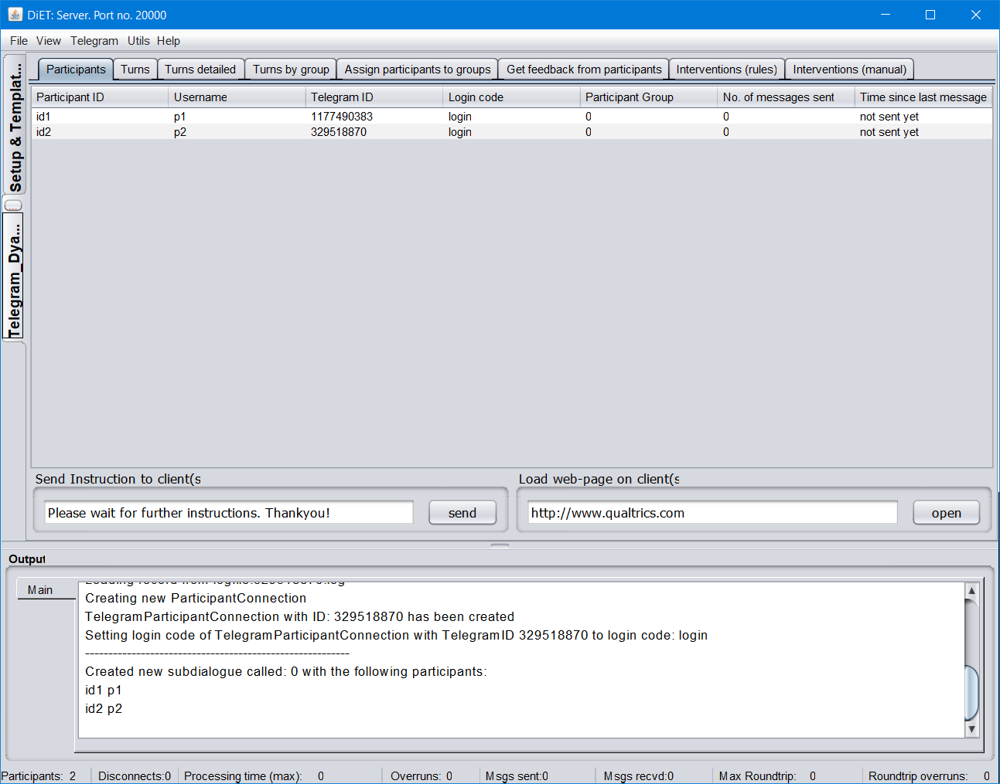 DiET: Server. Port no. 20000
File View Telegram Utils Help
Setup & Templat...
...
Telegram_Dya...
Participants Turns Turns detailed Turns by group Assign participants to groups Get feedback from participants Interventions (rules) Interventions (manual)
Participant ID Username Telegram ID Login code Participant Group No. of messages sent Time since last message
id1 p1 1177490383 login 0 0 not sent yet
id2 p2 329518870 login 0 0 not sent yet
Send Instruction to client(s Load web-page on client(s
Please wait for further instructions. Thankyou! send http://www.qualtrics.com open
Output
Main
Creating new ParticipantConnection
TelegramParticipantConnection with ID: 329518870 has been created
Setting login code of TelegramParticipantConnection with TelegramID 329518870 to login code: login
---------------------------------------------------------
Created new subdialogue called: 0 with the following participants:
id1 p1
id2 p2
Participants: 2 Disconnects:0 Processing time (max): 0 Overruns: 0 Msgs sent:0 Msgs recvd:0 Max Roundtrip: 0 Roundtrip overruns: 0